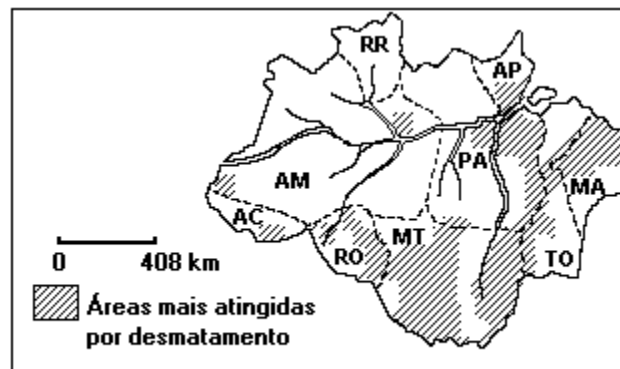 RR
AP
PA
AM
MA
AC
RO
MT
TO
0 408 km
Áreas mais atingidas
por desmatamento